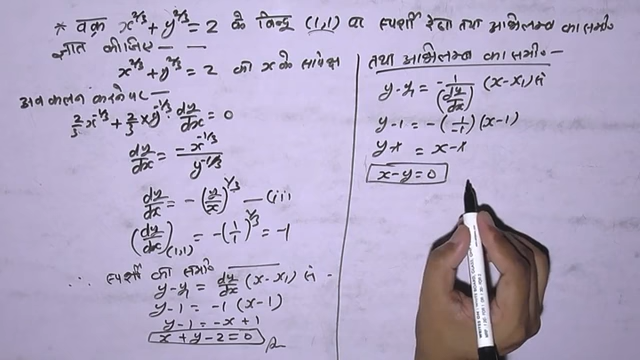 * वक्र x^{2/3} + y^{2/3} = 2 के बिन्दु (1,1) पर स्पर्शी रेखा तथा अभिलम्ब का समी०
ज्ञात कीजिए - -
x^{2/3} + y^{2/3} = 2 को x के सापेक्ष
अवकलन करने पर -
2/3 x^{-1/3} + 2/3 × y^{-1/3} dy/dx = 0
dy/dx = -x^{-1/3}/y^{-1/3}
dy/dx = -(y/x)^{1/3} — (ii)
(dy/dx)_{(1,1)} = -(1/1)^{1/3} = -1
∴ स्पर्शी का समी०
y-y₁ = dy/dx (x-x₁) से -
y-1 = -1 (x-1)
y-1 = -x+1
x+y-2=0
तथा अभिलम्ब का समी० -
y-y₁ = -1/(dy/dx) (x-x₁) से
y-1 = -(1/-1)(x-1)
y-1 = x-1
x-y=0